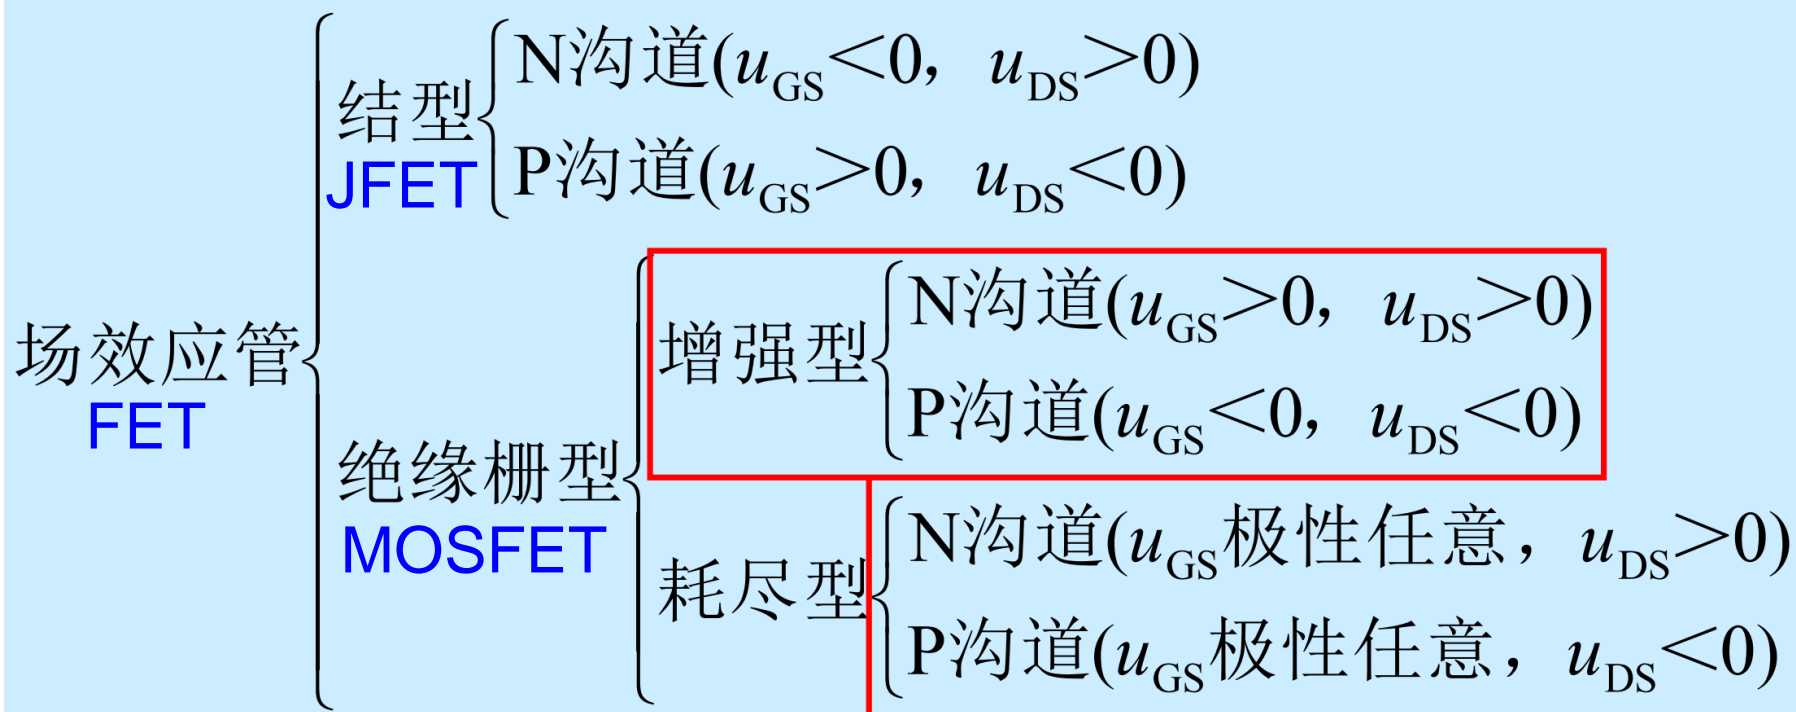 N沟道(uGS<0，uDS>0)
结型
JFET
P沟道(uGS>0，uDS<0)
场效应管
FET
增强型
N沟道(uGS>0，uDS>0)
P沟道(uGS<0，uDS<0)
绝缘栅型
MOSFET
耗尽型
N沟道(uGS极性任意，uDS>0)
P沟道(uGS极性任意，uDS<0)